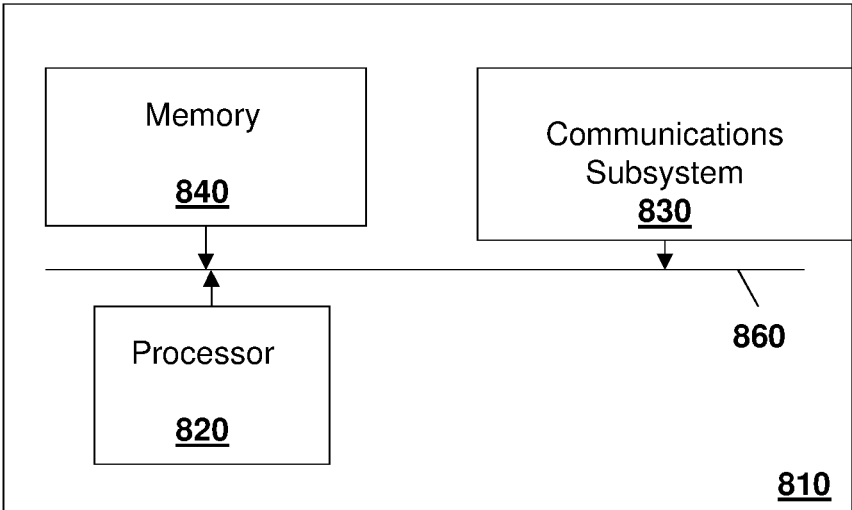 Memory
840
Communications
Subsystem
830
860
Processor
820
810